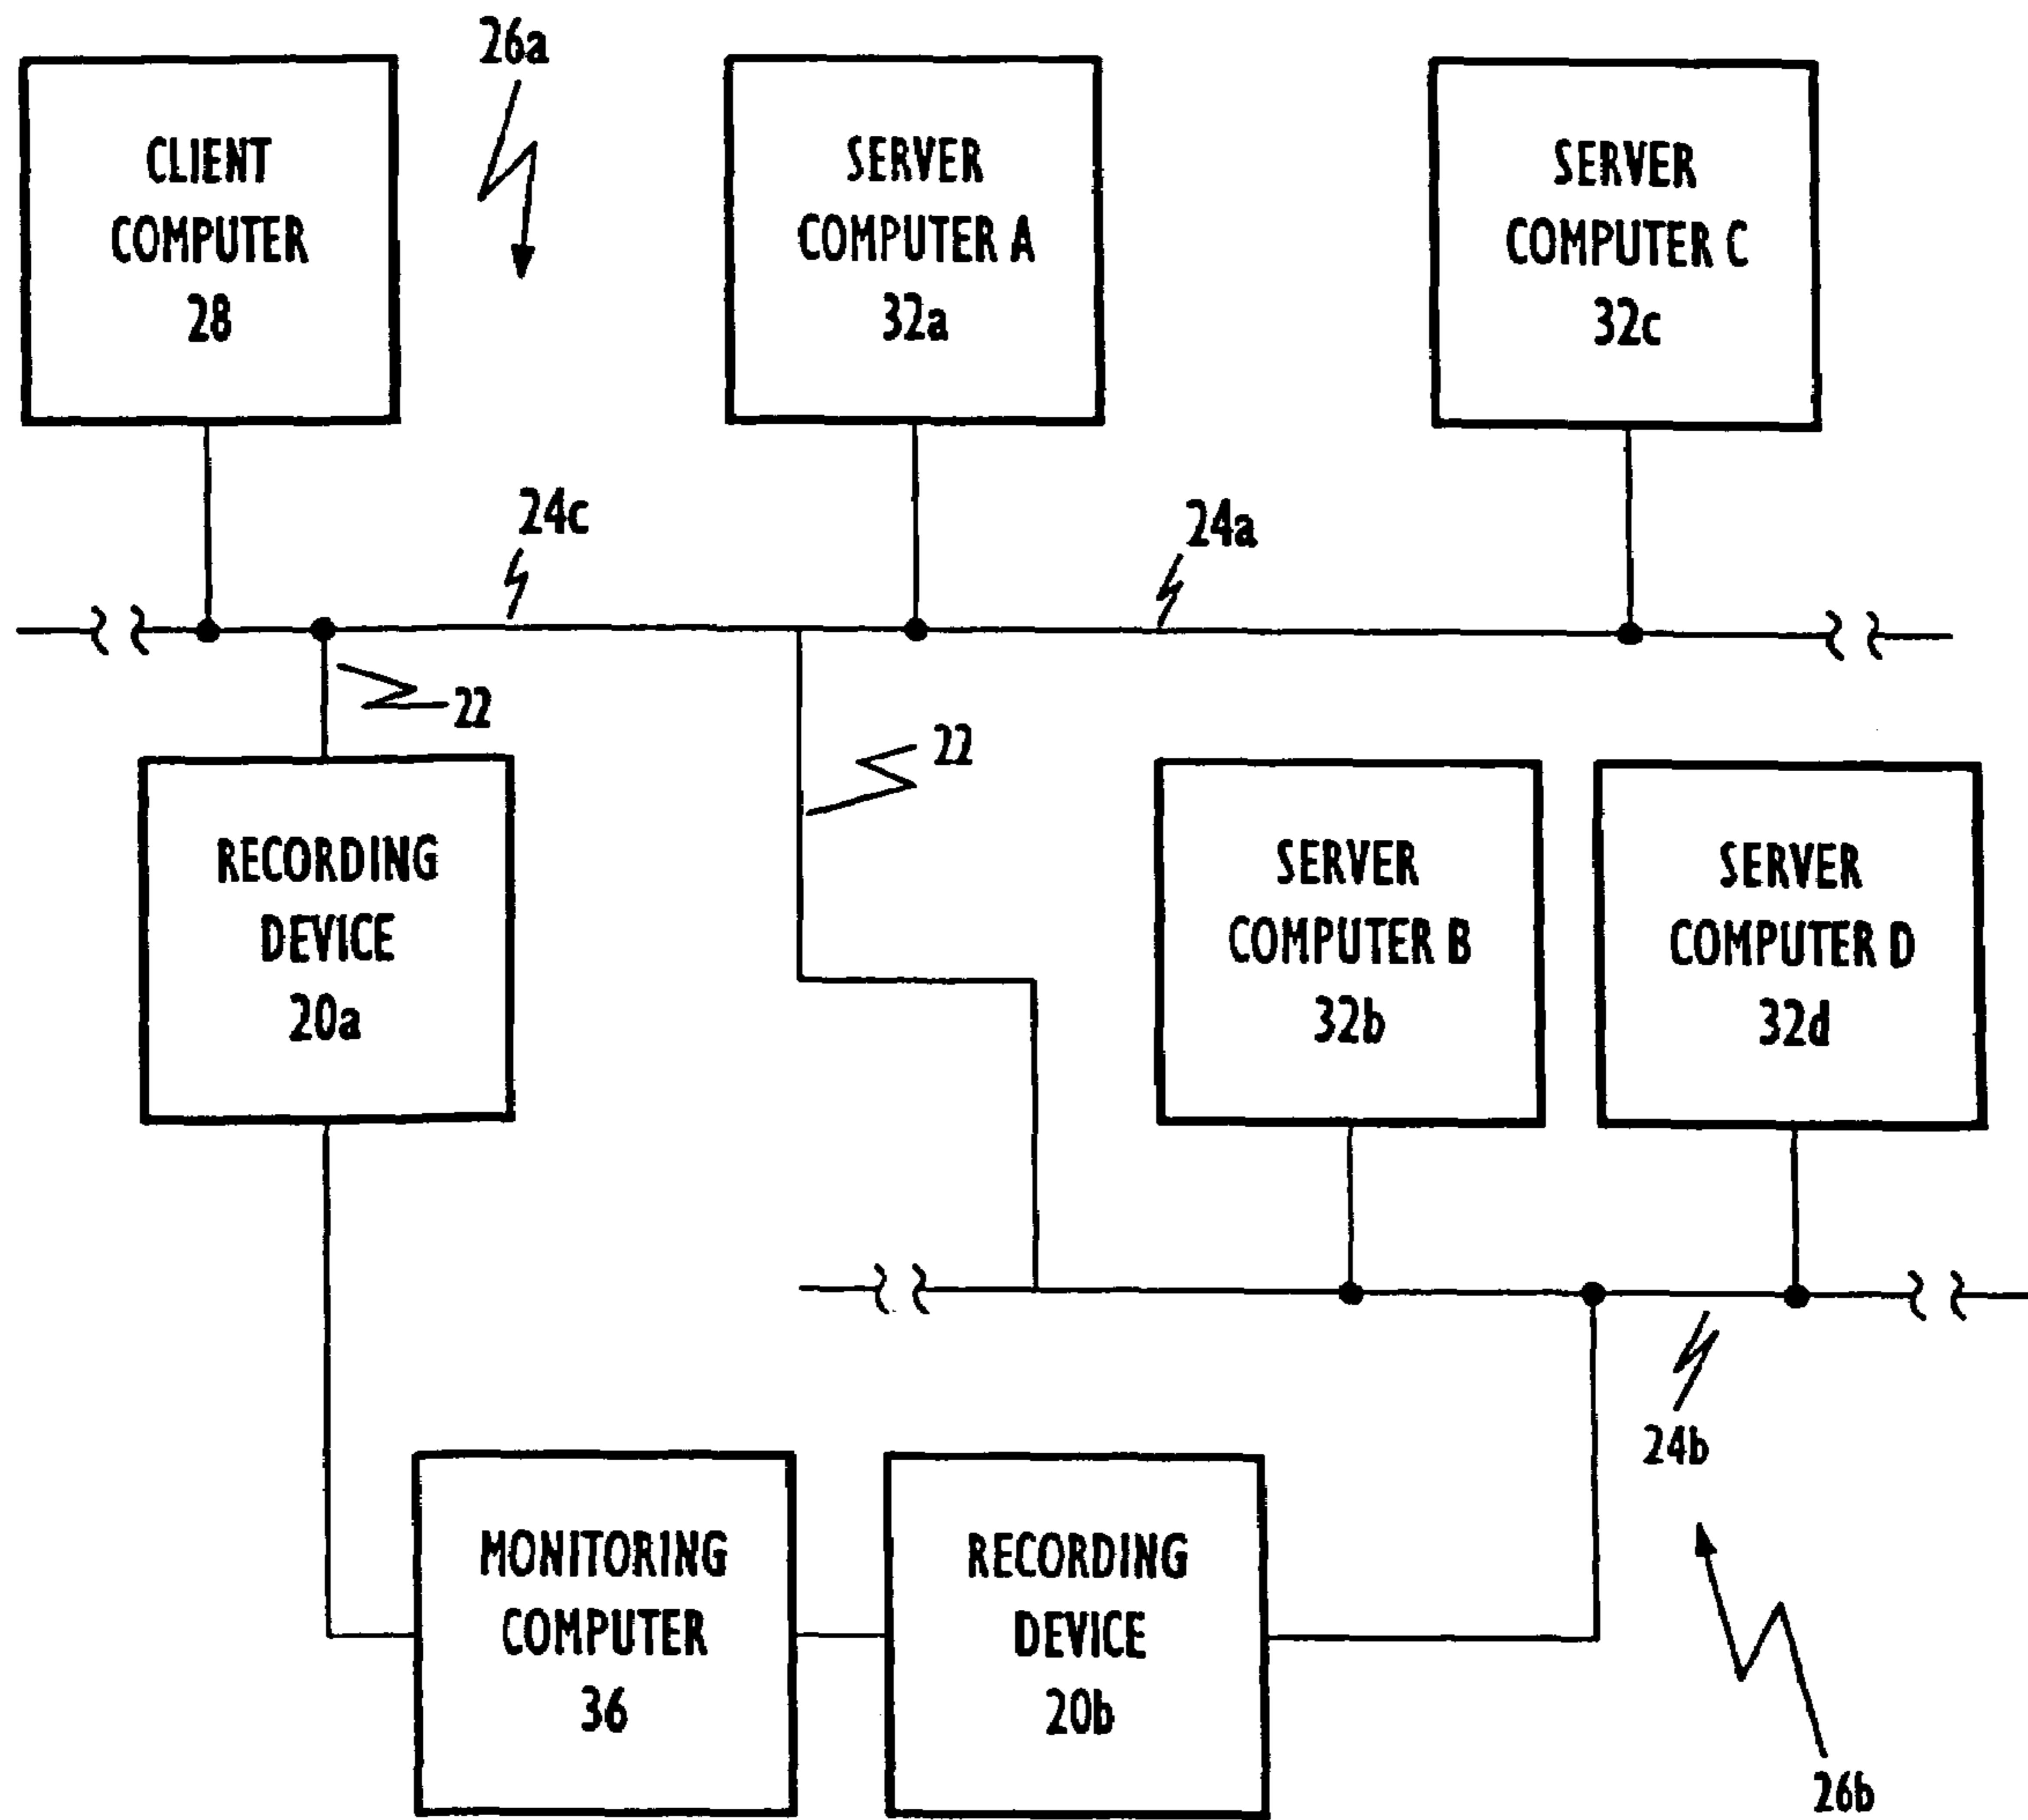 26a
CLIENT
COMPUTER
28
SERVER
COMPUTER A
32a
SERVER
COMPUTER C
32c
24c
24a
22
22
RECORDING
DEVICE
20a
SERVER
COMPUTER B
32b
SERVER
COMPUTER D
32d
24b
MONITORING
COMPUTER
36
RECORDING
DEVICE
20b
26b